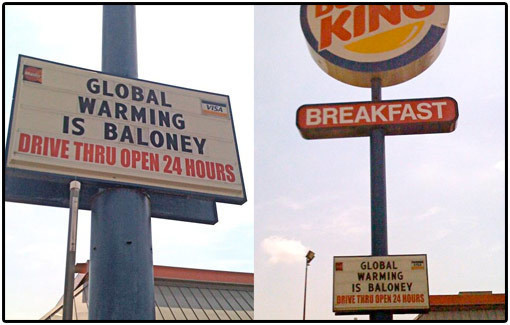 GLOBAL
WARMING
IS BALONEY
DRIVE THRU OPEN 24 HOURS
VISA
KING
BREAKFAST
GLOBAL
WARMING
IS BALONEY
DRIVE THRU OPEN 24 HOURS